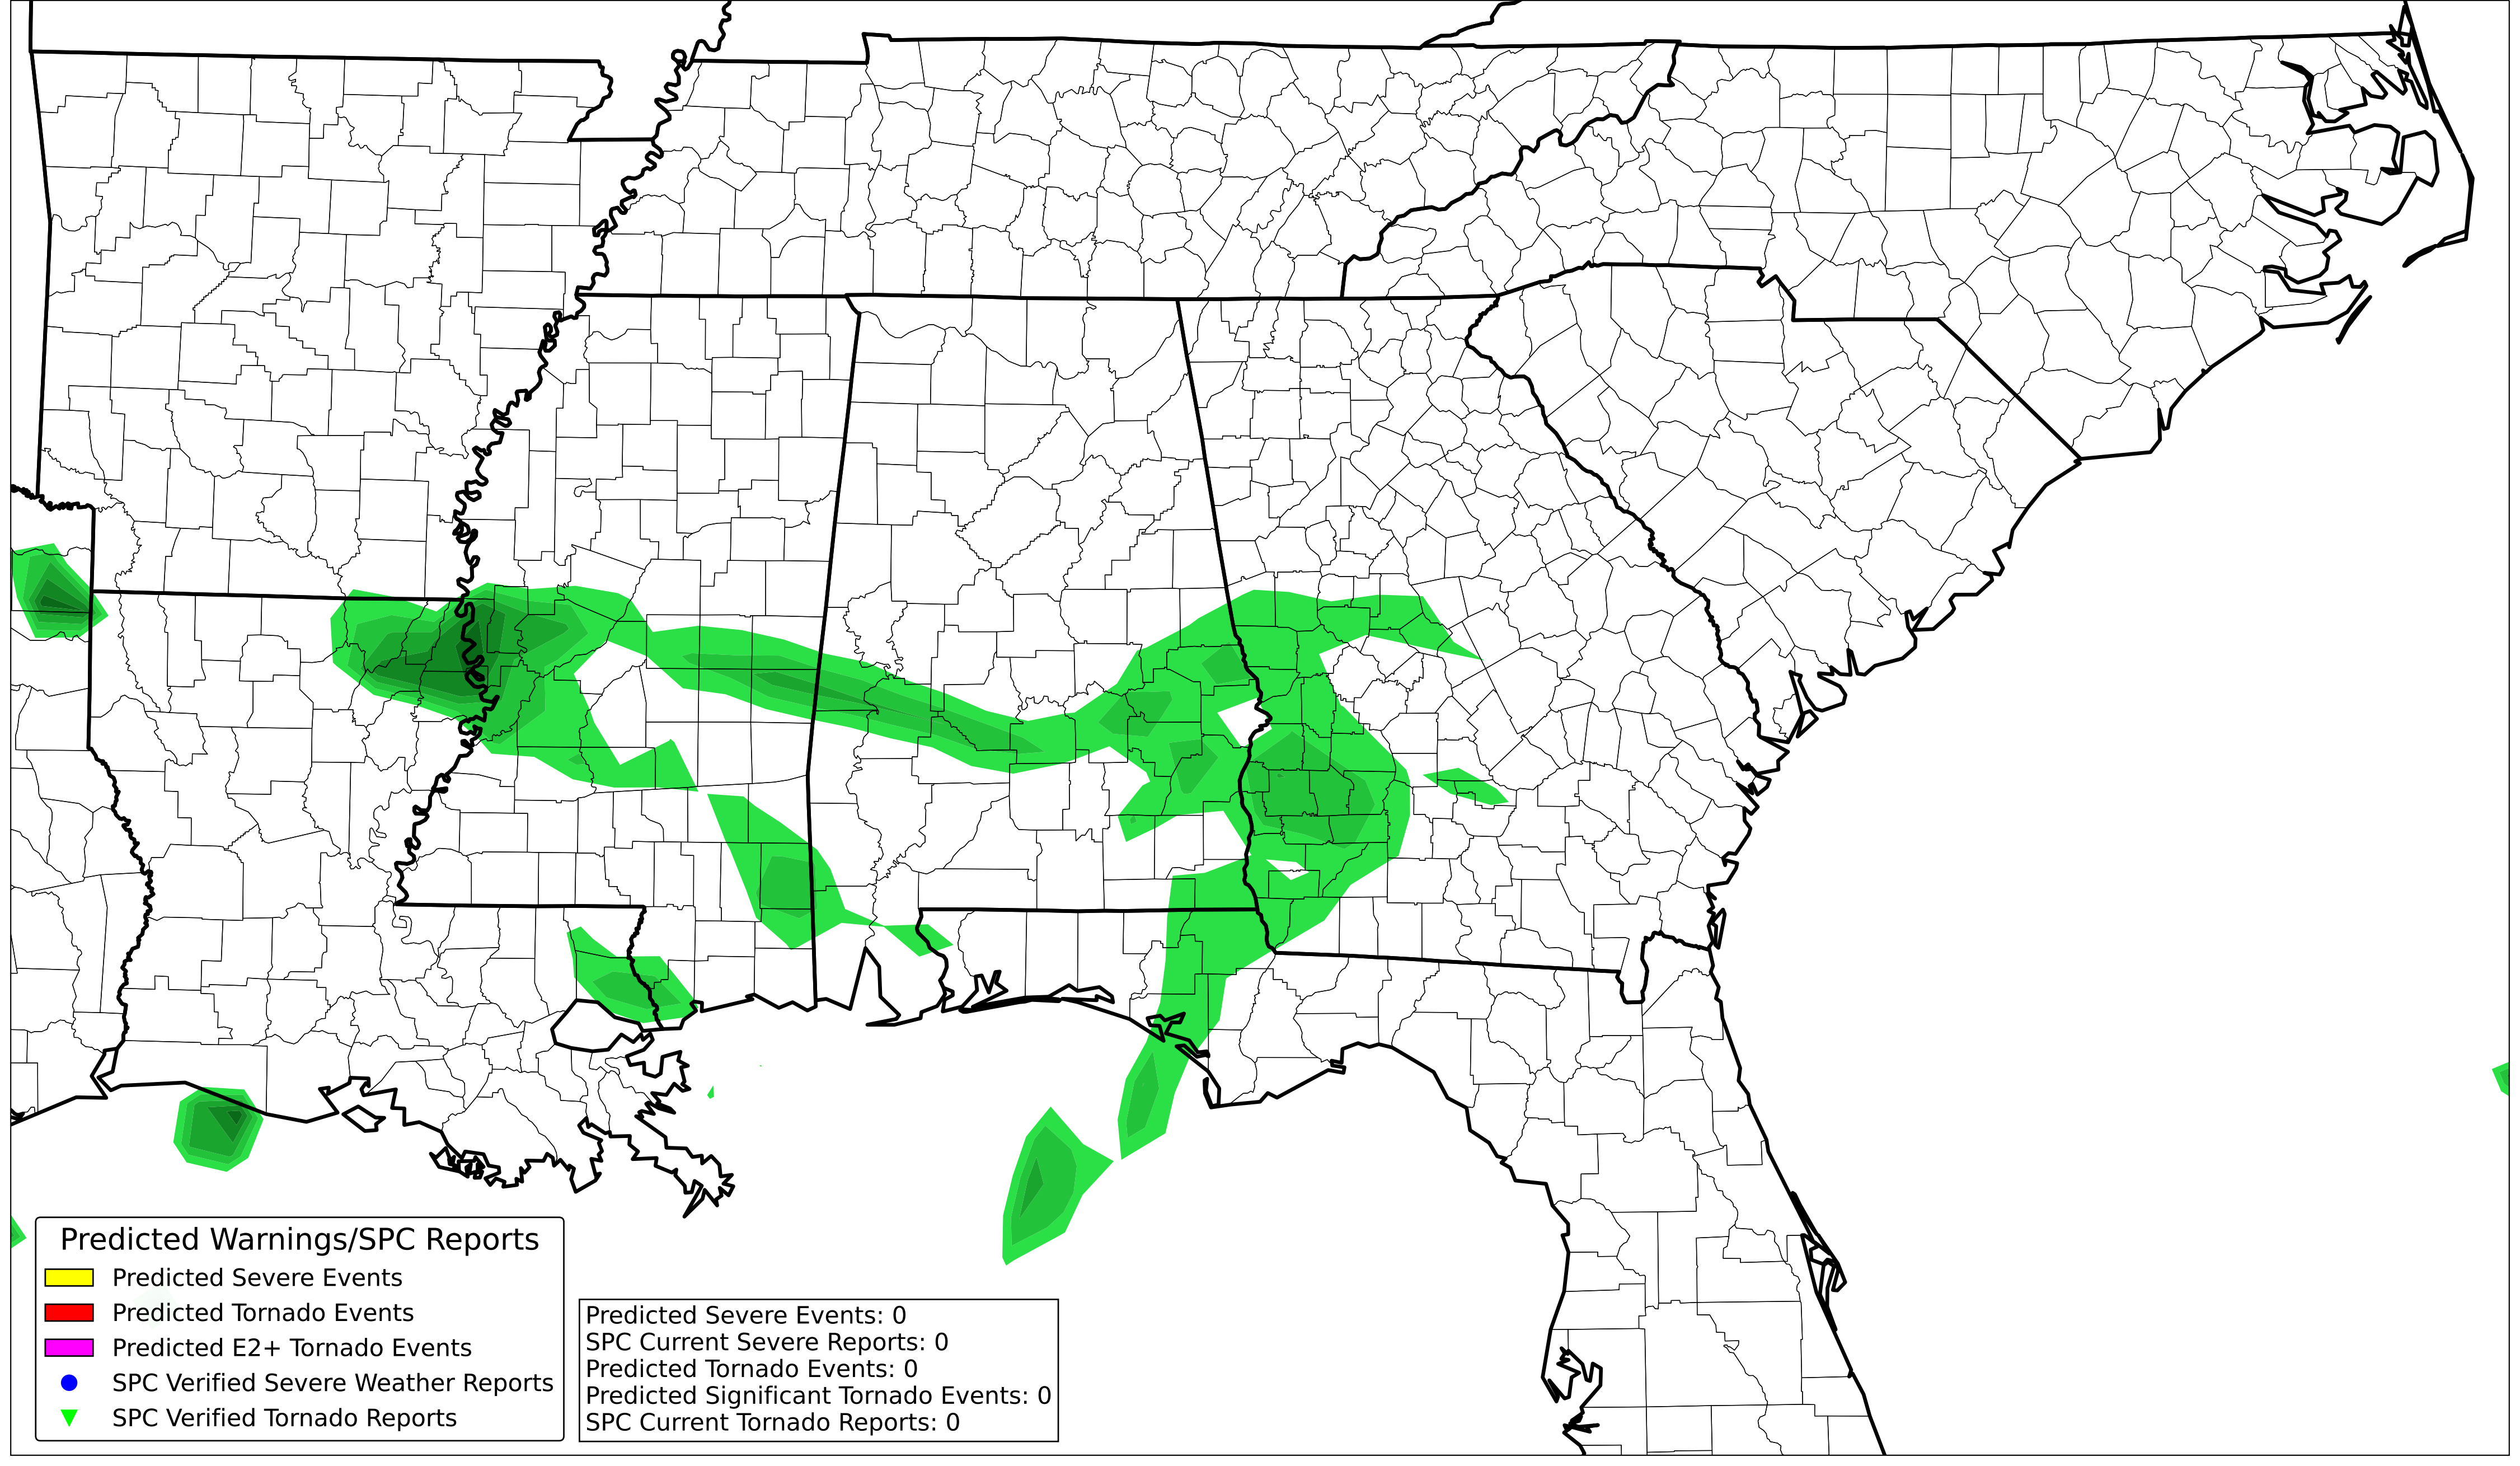 Predicted Warnings/SPC Reports
Predicted Severe Events
Predicted Tornado Events
Predicted E2+ Tornado Events
SPC Verified Severe Weather Reports
SPC Verified Tornado Reports
Predicted Severe Events: 0
SPC Current Severe Reports: 0
Predicted Tornado Events: 0
Predicted Significant Tornado Events: 0
SPC Current Tornado Reports: 0